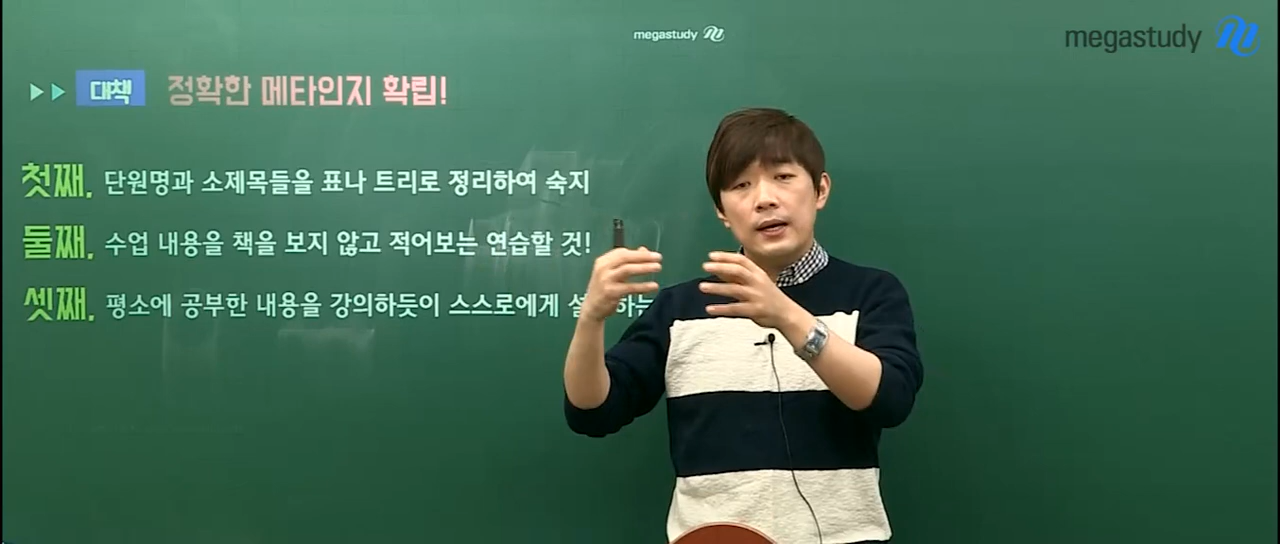 megastudy
megastudy
▶▷ 대책 정확한 메타인지 확립!
첫째. 단원명과 소제목들을 표나 트리로 정리하여 숙지
둘째. 수업 내용을 책을 보지 않고 적어보는 연습할 것!
셋째. 평소에 공부한 내용을 강의하듯이 스스로에게